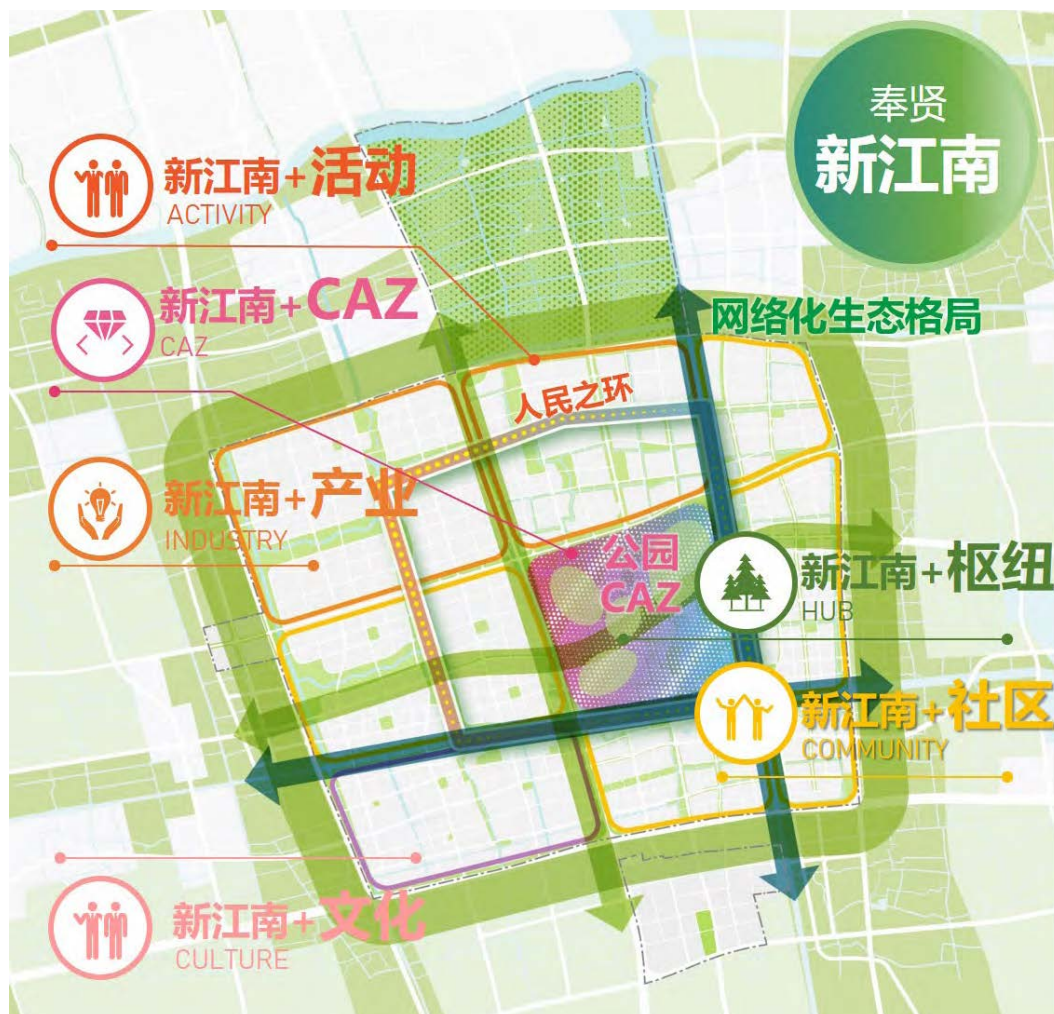 奉贤
新江南
新江南+活动
ACTIVITY
新江南+CAZ
CAZ
网络化生态格局
人民之环
新江南+产业
INDUSTRY
公园
CAZ
新江南+枢纽
HUB
新江南+社区
COMMUNITY
新江南+文化
CULTURE